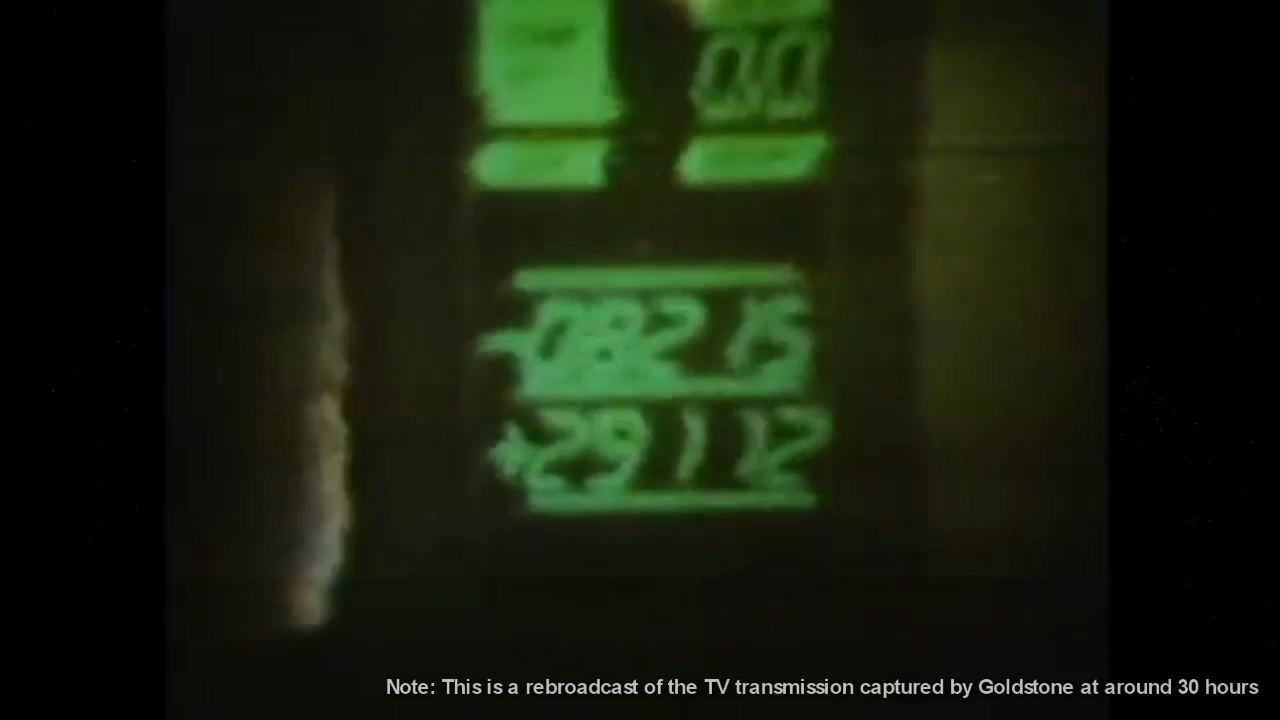 00
-08215
+29112
Note: This is a rebroadcast of the TV transmission captured by Goldstone at around 30 hours